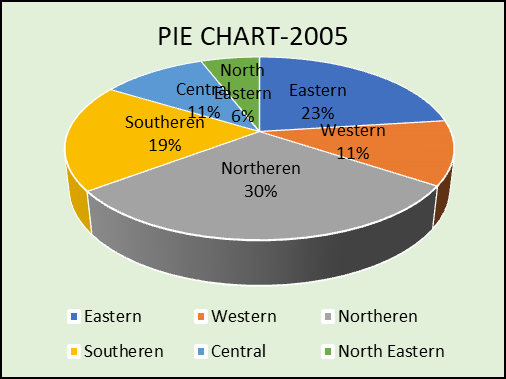 PIE CHART-2005
Eastern
23%
Western
11%
Northeren
30%
Southeren
19%
Central
11%
North
Eastern
6%
Eastern
Western
Northeren
Southeren
Central
North Eastern